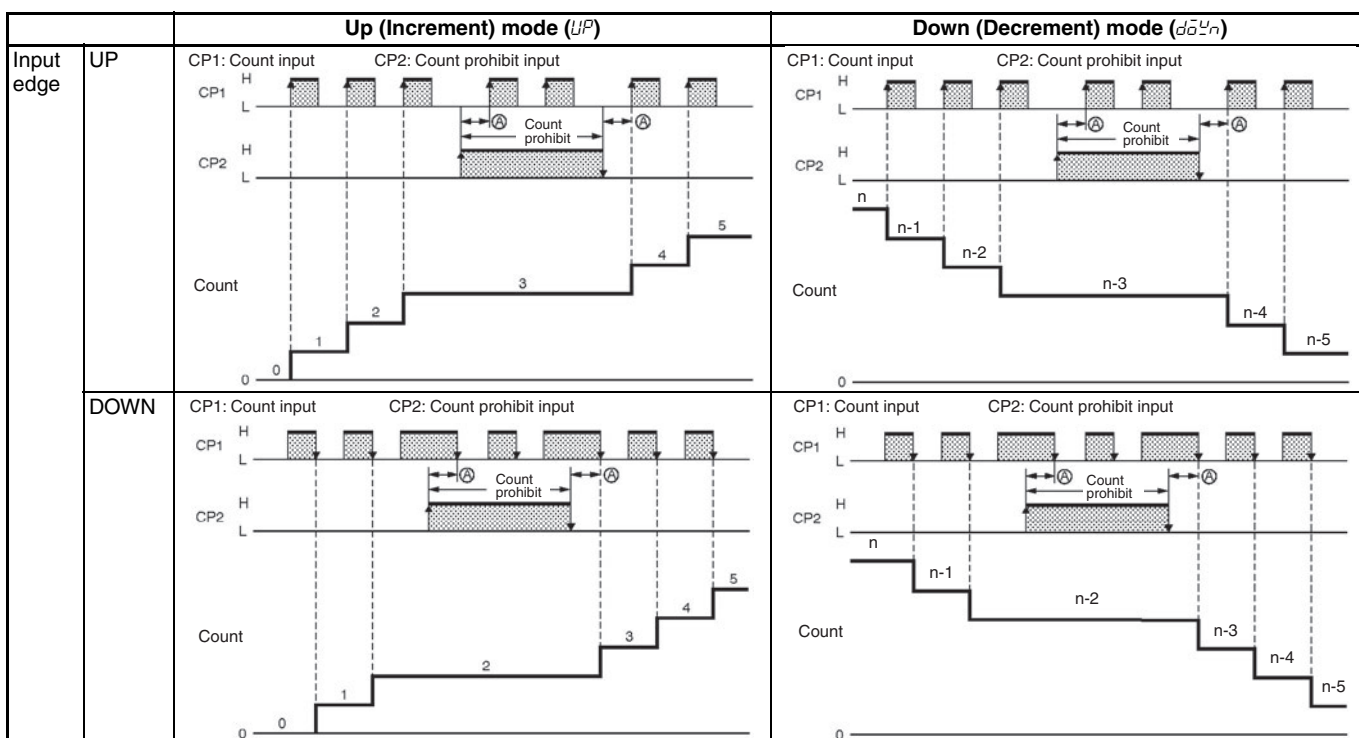 Up (Increment) mode (UP)
Down (Decrement) mode (doYn)
Input edge
UP
CP1: Count input CP2: Count prohibit input
CP1
H
L
A
Count prohibit
A
CP2
H
L
Count
0
0
1
2
3
4
5
CP1: Count input CP2: Count prohibit input
CP1
H
L
A
Count prohibit
A
CP2
H
L
Count
n
n-1
n-2
n-3
n-4
n-5
0
DOWN
CP1: Count input CP2: Count prohibit input
CP1
H
L
A
Count prohibit
A
CP2
H
L
Count
0
0
1
2
3
4
5
CP1: Count input CP2: Count prohibit input
CP1
H
L
A
Count prohibit
A
CP2
H
L
Count
n
n-1
n-2
n-3
n-4
n-5
0